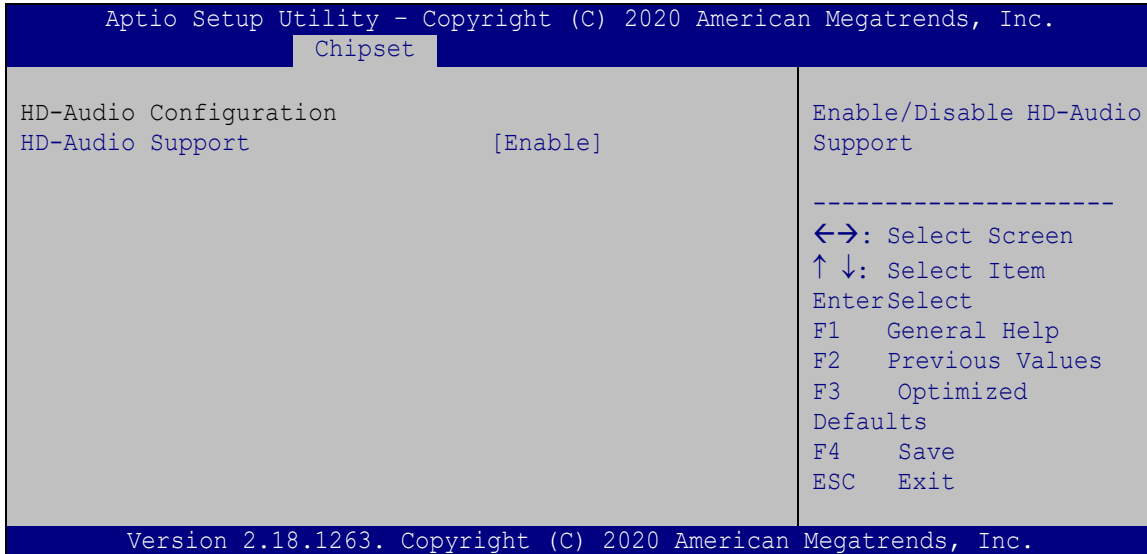 Aptio Setup Utility – Copyright (C) 2020 American Megatrends, Inc.
Chipset
HD-Audio Configuration
HD-Audio Support [Enable]
Enable/Disable HD-Audio
Support
---------------------
←→: Select Screen
↑ ↓: Select Item
EnterSelect
F1 General Help
F2 Previous Values
F3 Optimized
Defaults
F4 Save
ESC Exit
Version 2.18.1263. Copyright (C) 2020 American Megatrends, Inc.